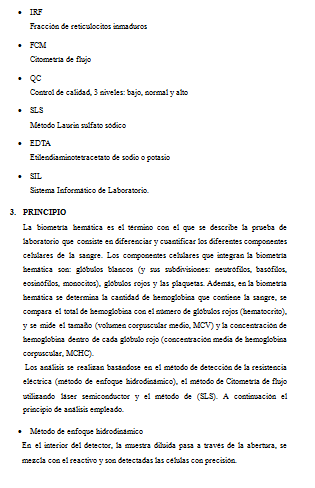 • IRF
Fracción de reticulocitos inmaduros
• FCM
Citometría de flujo
• QC
Control de calidad, 3 niveles: bajo, normal y alto
• SLS
Metodo Laurin sulfato sódico
• EDTA
Etilendiaminotetracetato de sodio o potasio
• SIL
Sistema Informático de Laboratorio.
3. PRINCIPIO
La biometría hemática es el término con el que se describe la prueba de
laboratorio que consiste en diferenciar y cuantificar los diferentes componentes
celulares de la sangre. Los componentes celulares que integran la biometría
hemática son: glóbulos blancos (y sus subdivisiones: neutrófilos, basófilos,
eosinófilos, monocitos), glóbulos rojos y las plaquetas. Además, en la biometría
hemática se determina la cantidad de hemoglobina que contiene la sangre, se
compara el total de hemoglobina con el número de glóbulos rojos (hematocrito),
y se mide el tamaño (volumen corpuscular medio, MCV) y la concentración de
hemoglobina dentro de cada glóbulo rojo (concentración media de hemoglobina
corpuscular, MCHC).
Los análisis se realizan basándose en el método de detección de la resistencia
eléctrica (método de enfoque hidrodinámico), el método de Citometría de flujo
utilizando láser semiconductor y el método de (SLS). A continuación el
principio de análisis empleado.
• Método de enfoque hidrodinámico
En el interior del detector, la muestra diluida pasa a través de la abertura, se
mezcla con el reactivo y son detectadas las células con precisión.